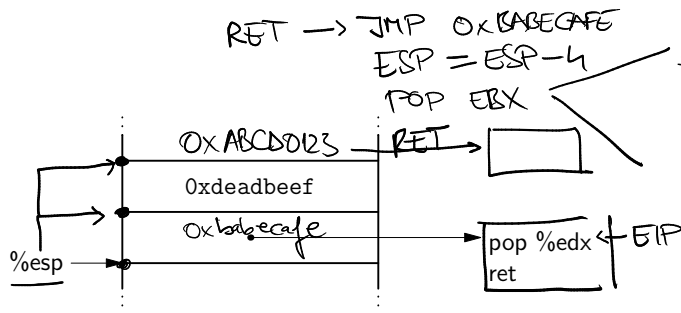 RET → JMP 0xBABECAFE
ESP = ESP-4
POP EBX
0xABCD0123 RET
0xdeadbeef
0xbabecafe
pop %edx EIP
%esp
ret